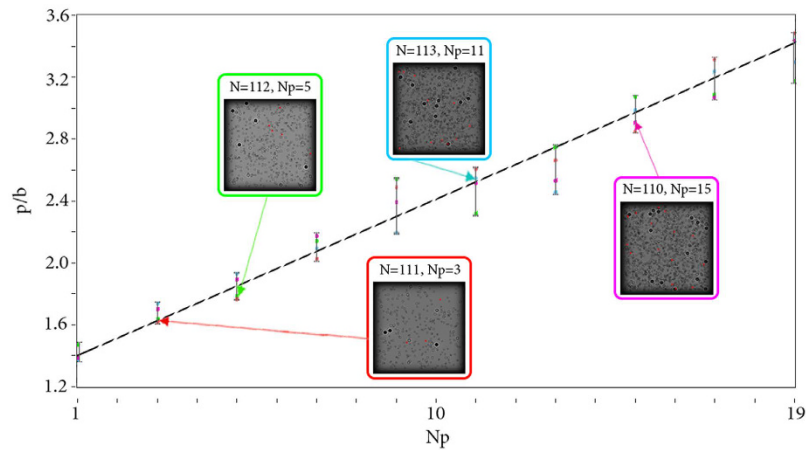 3.6
3.2
2.8
2.4
2.0
1.6
1.2
p/b
N=113, Np=11
N=112, Np=5
N=110, Np=15
N=111, Np=3
1
10
19
Np